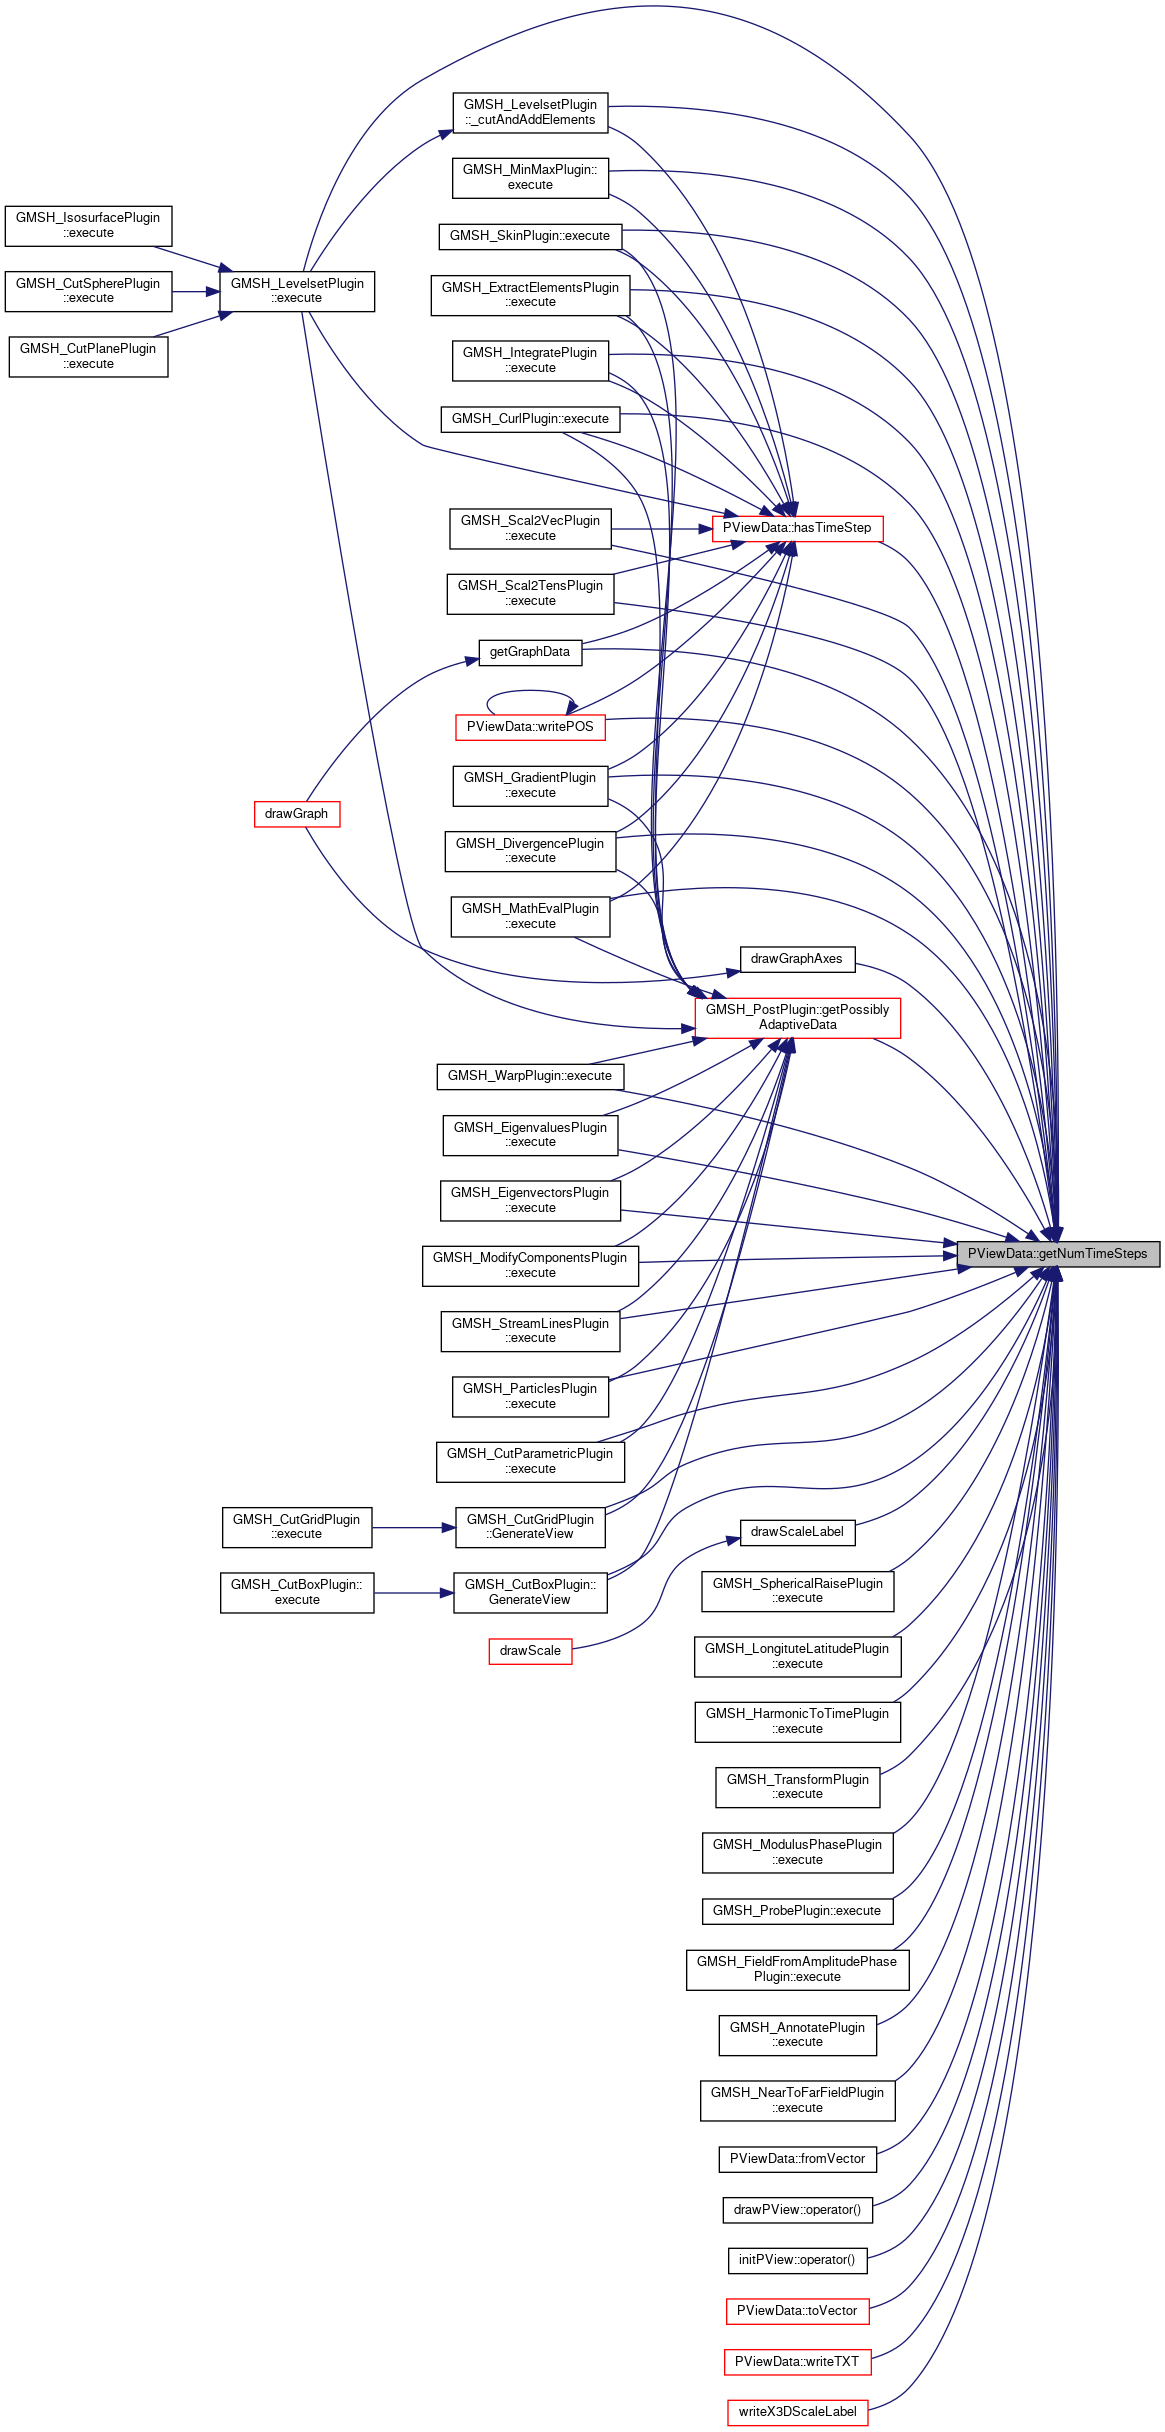 GMSH_LevelsetPlugin
::_cutAndAddElements
GMSH_MinMaxPlugin::
execute
GMSH_IsosurfacePlugin
::execute
GMSH_SkinPlugin::execute
GMSH_CutSpherePlugin
::execute
GMSH_LevelsetPlugin
::execute
GMSH_ExtractElementsPlugin
::execute
GMSH_CutPlanePlugin
::execute
GMSH_IntegratePlugin
::execute
GMSH_CurlPlugin::execute
GMSH_Scal2VecPlugin
::execute
PViewData::hasTimeStep
GMSH_Scal2TensPlugin
::execute
getGraphData
PViewData::writePOS
GMSH_GradientPlugin
::execute
drawGraph
GMSH_DivergencePlugin
::execute
GMSH_MathEvalPlugin
::execute
drawGraphAxes
GMSH_PostPlugin::getPossibly
AdaptiveData
GMSH_WarpPlugin::execute
GMSH_EigenvaluesPlugin
::execute
GMSH_EigenvectorsPlugin
::execute
PViewData::getNumTimeSteps
GMSH_ModifyComponentsPlugin
::execute
GMSH_StreamLinesPlugin
::execute
GMSH_ParticlesPlugin
::execute
GMSH_CutParametricPlugin
::execute
GMSH_CutGridPlugin
::execute
GMSH_CutGridPlugin
::GenerateView
drawScaleLabel
GMSH_CutBoxPlugin::
execute
GMSH_CutBoxPlugin::
GenerateView
GMSH_SphericalRaisePlugin
::execute
drawScale
GMSH_LongituteLatitudePlugin
::execute
GMSH_HarmonicToTimePlugin
::execute
GMSH_TransformPlugin
::execute
GMSH_ModulusPhasePlugin
::execute
GMSH_ProbePlugin::execute
GMSH_FieldFromAmplitudePhase
Plugin::execute
GMSH_AnnotatePlugin
::execute
GMSH_NearToFarFieldPlugin
::execute
PViewData::fromVector
drawPView::operator()
initPView::operator()
PViewData::toVector
PViewData::writeTXT
writeX3DScaleLabel